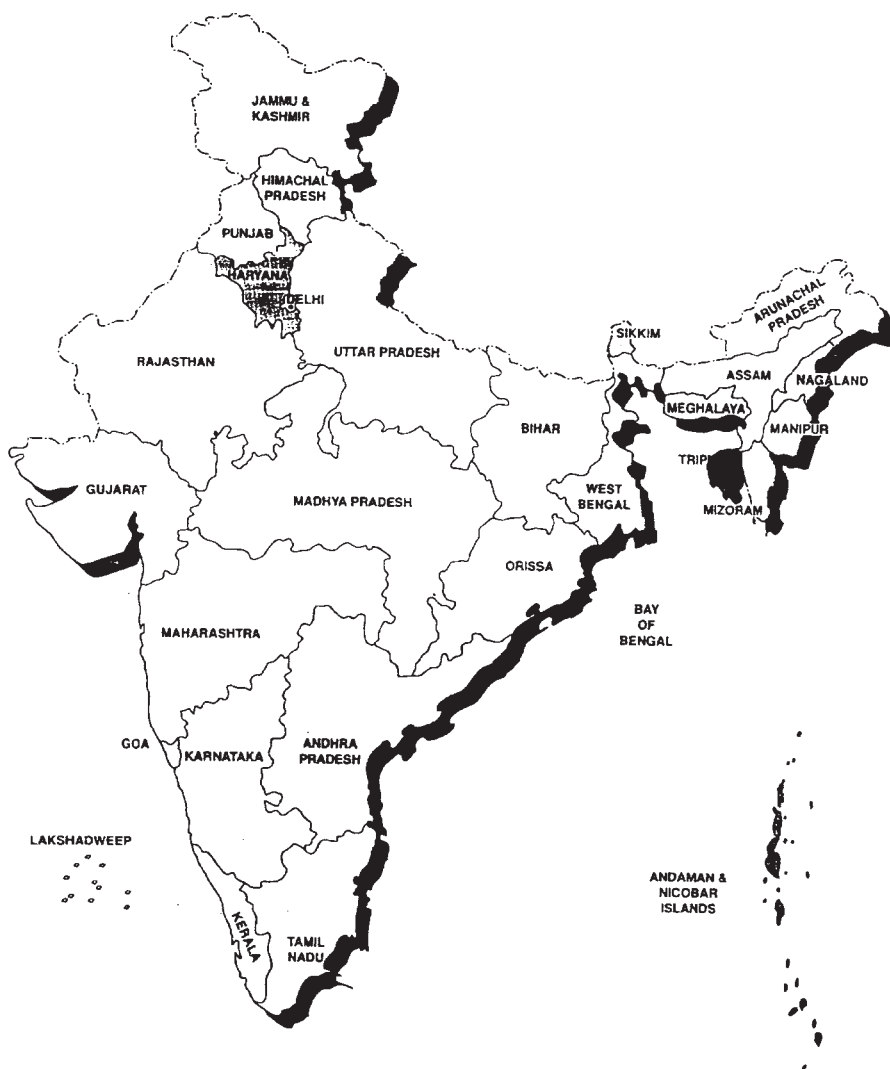 JAMMU &
KASHMIR
HIMACHAL
PRADESH
PUNJAB
HARYANA
DELHI
RAJASTHAN
UTTAR PRADESH
SIKKIM
ARUNACHAL
PRADESH
ASSAM
NAGALAND
MEGHALAYA
MANIPUR
BIHAR
TRIP
MIZORAM
GUJARAT
MADHYA PRADESH
WEST
BENGAL
ORISSA
MAHARASHTRA
BAY
OF
BENGAL
GOA
KARNATAKA
ANDHRA
PRADESH
LAKSHADWEEP
ANDAMAN &
NICOBAR
ISLANDS
KERALA
TAMIL
NADU